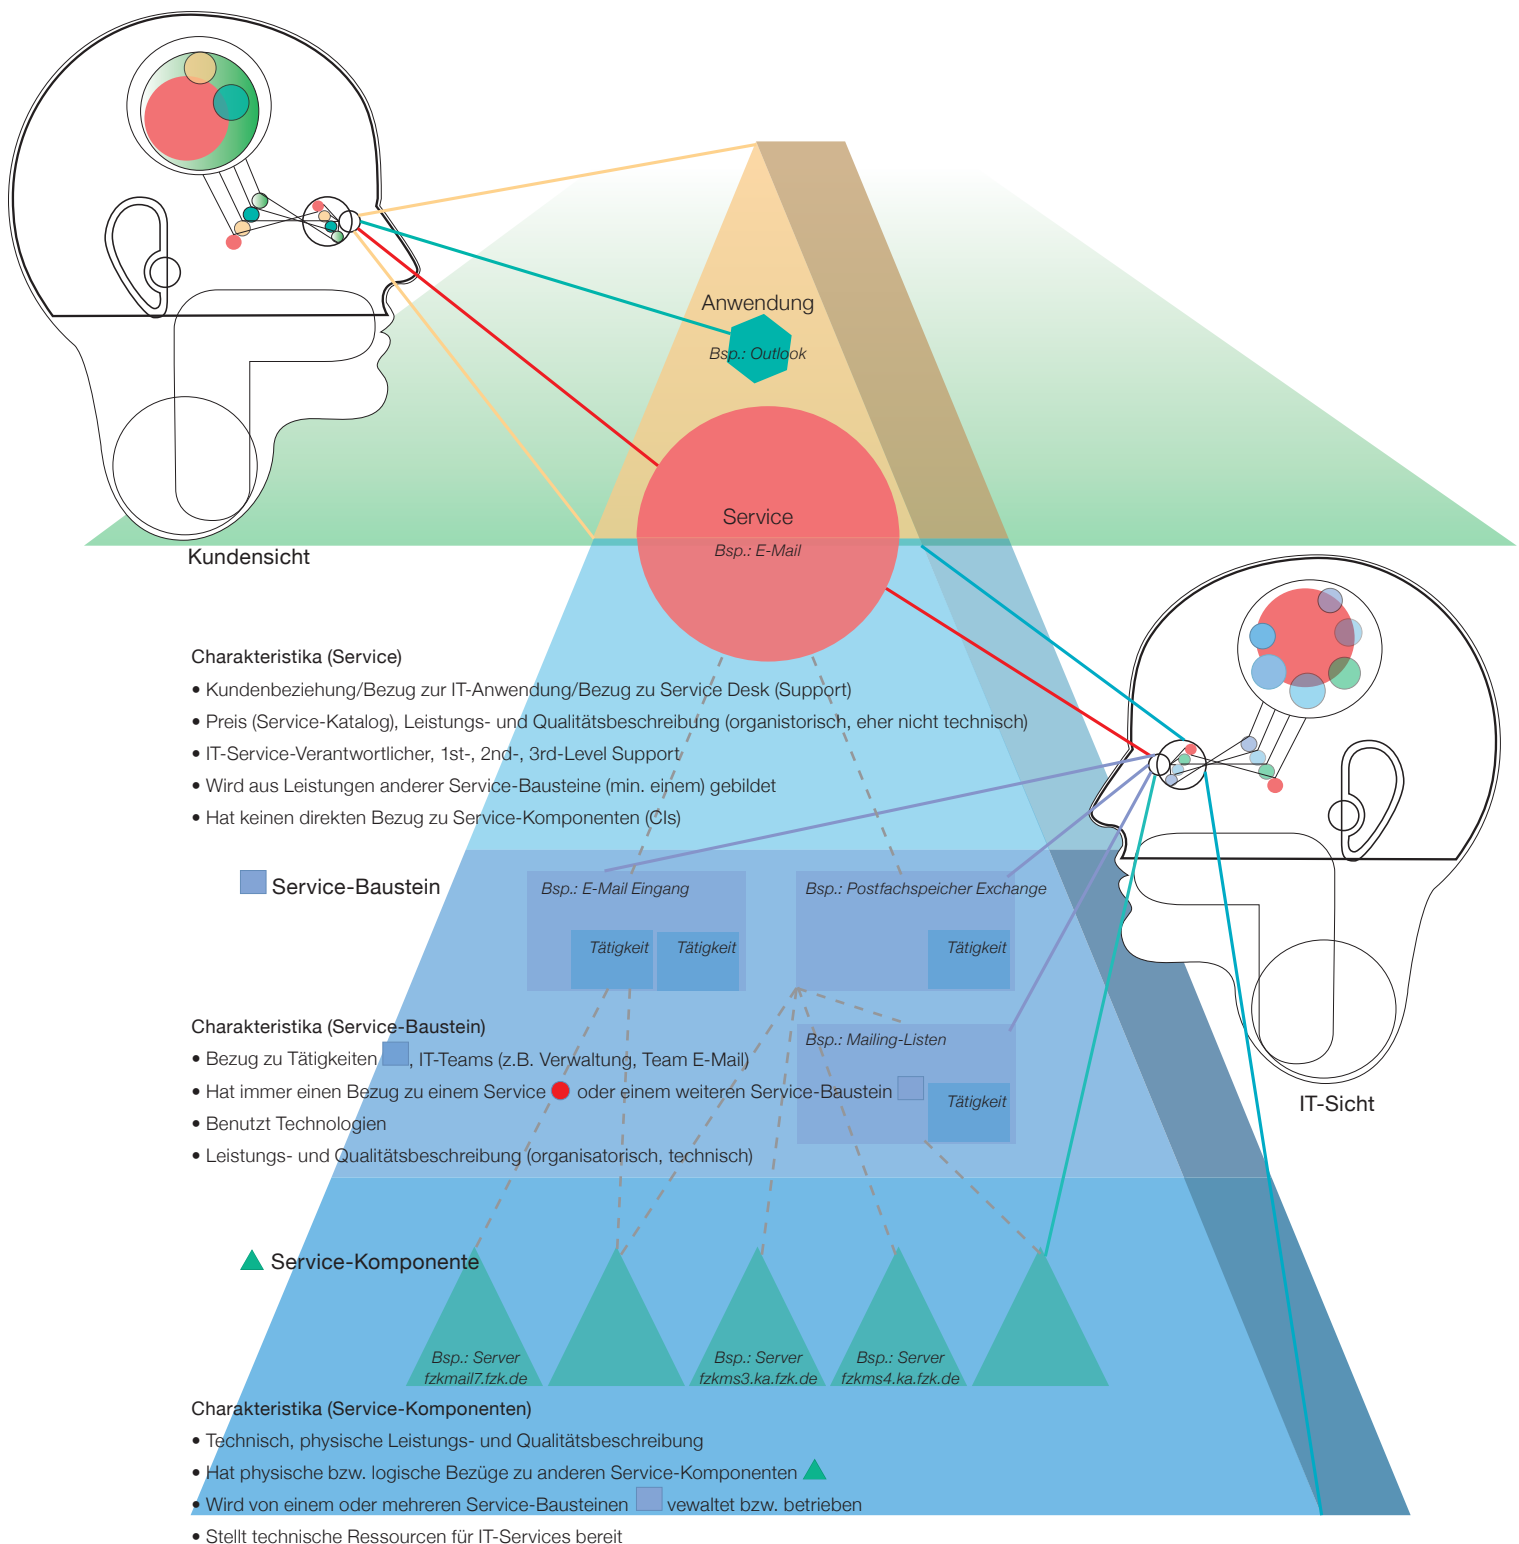 Anwendung
Bsp.: Outlook
Service
Bsp.: E-Mail
Kundensicht
Charakteristika (Service)
• Kundenbeziehung/Bezug zur IT-Anwendung/Bezug zu Service Desk (Support)
• Preis (Service-Katalog), Leistungs- und Qualitätsbeschreibung (organistorisch, eher nicht technisch)
• IT-Service-Verantwortlicher, 1st-, 2nd-, 3rd-Level Support
• Wird aus Leistungen anderer Service-Bausteine (min. einem) gebildet
• Hat keinen direkten Bezug zu Service-Komponenten (CIs)
Service-Baustein
Bsp.: E-Mail Eingang
Tätigkeit
Tätigkeit
Bsp.: Postfachspeicher Exchange
Tätigkeit
Charakteristika (Service-Baustein)
• Bezug zu Tätigkeiten , IT-Teams (z.B. Verwaltung, Team E-Mail)
• Hat immer einen Bezug zu einem Service oder einem weiteren Service-Baustein
• Benutzt Technologien
• Leistungs- und Qualitätsbeschreibung (organisatorisch, technisch)
Bsp.: Mailing-Listen
Tätigkeit
IT-Sicht
Service-Komponente
Bsp.: Server
fzkmail7.fzk.de
Bsp.: Server
fzkms3.ka.fzk.de
Bsp.: Server
fzkms4.ka.fzk.de
Charakteristika (Service-Komponenten)
• Technisch, physische Leistungs- und Qualitätsbeschreibung
• Hat physische bzw. logische Bezüge zu anderen Service-Komponenten
• Wird von einem oder mehreren Service-Bausteinen vewaltet bzw. betrieben
• Stellt technische Ressourcen für IT-Services bereit